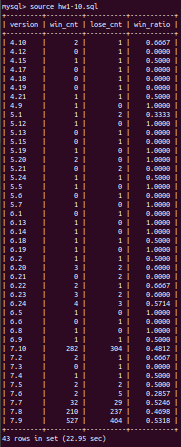 mysql> source hw1-10.sql
+---------+---------+----------+-----------+
| version | win_cnt | lose_cnt | win_ratio |
+---------+---------+----------+-----------+
| 4.10 | 2 | 1 | 0.6667 |
| 4.12 | 0 | 1 | 0.0000 |
| 4.15 | 1 | 1 | 0.5000 |
| 4.17 | 0 | 1 | 0.0000 |
| 4.18 | 0 | 1 | 0.0000 |
| 4.19 | 0 | 1 | 0.0000 |
| 4.21 | 1 | 1 | 0.5000 |
| 4.9 | 1 | 0 | 1.0000 |
| 5.1 | 1 | 2 | 0.3333 |
| 5.12 | 1 | 0 | 1.0000 |
| 5.13 | 0 | 1 | 0.0000 |
| 5.16 | 0 | 1 | 0.0000 |
| 5.18 | 1 | 1 | 0.5000 |
| 5.20 | 2 | 0 | 1.0000 |
| 5.21 | 0 | 2 | 0.0000 |
| 5.24 | 1 | 1 | 0.5000 |
| 5.5 | 1 | 0 | 1.0000 |
| 5.6 | 0 | 1 | 0.0000 |
| 5.7 | 1 | 0 | 1.0000 |
| 6.1 | 0 | 1 | 0.0000 |
| 6.13 | 1 | 0 | 1.0000 |
| 6.14 | 1 | 0 | 1.0000 |
| 6.18 | 1 | 1 | 0.5000 |
| 6.19 | 1 | 0 | 1.0000 |
| 6.2 | 1 | 1 | 0.5000 |
| 6.20 | 3 | 2 | 0.6000 |
| 6.21 | 0 | 2 | 0.0000 |
| 6.22 | 2 | 1 | 0.6667 |
| 6.23 | 3 | 2 | 0.6000 |
| 6.24 | 4 | 3 | 0.5714 |
| 6.5 | 1 | 0 | 1.0000 |
| 6.6 | 0 | 1 | 0.0000 |
| 6.8 | 1 | 0 | 1.0000 |
| 6.9 | 1 | 1 | 0.5000 |
| 7.10 | 282 | 304 | 0.4812 |
| 7.2 | 2 | 1 | 0.6667 |
| 7.3 | 0 | 1 | 0.0000 |
| 7.4 | 1 | 1 | 0.5000 |
| 7.5 | 2 | 2 | 0.5000 |
| 7.6 | 2 | 5 | 0.2857 |
| 7.7 | 32 | 29 | 0.5246 |
| 7.8 | 210 | 237 | 0.4698 |
| 7.9 | 527 | 464 | 0.5318 |
+---------+---------+----------+-----------+
43 rows in set (22.95 sec)